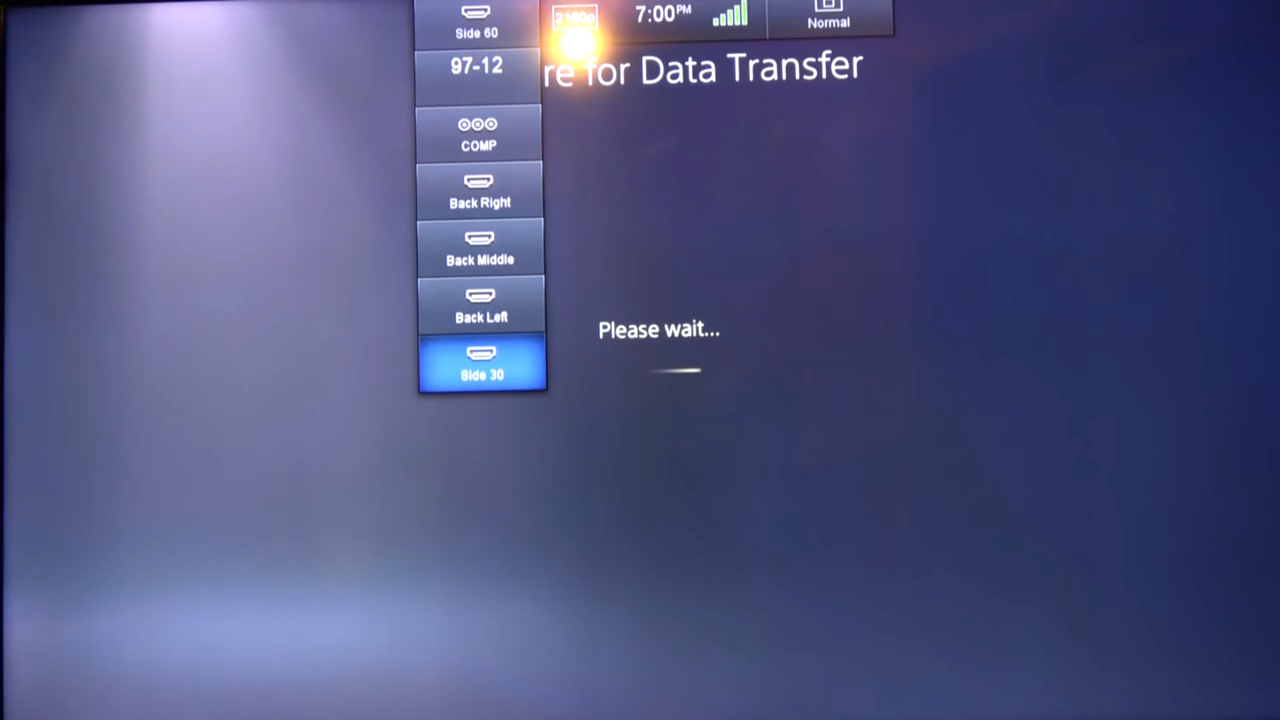 Side 60
2160p
7:00PM
Normal
97-12
re for Data Transfer
COMP
Back Right
Back Middle
Back Left
Side 30
Please wait...